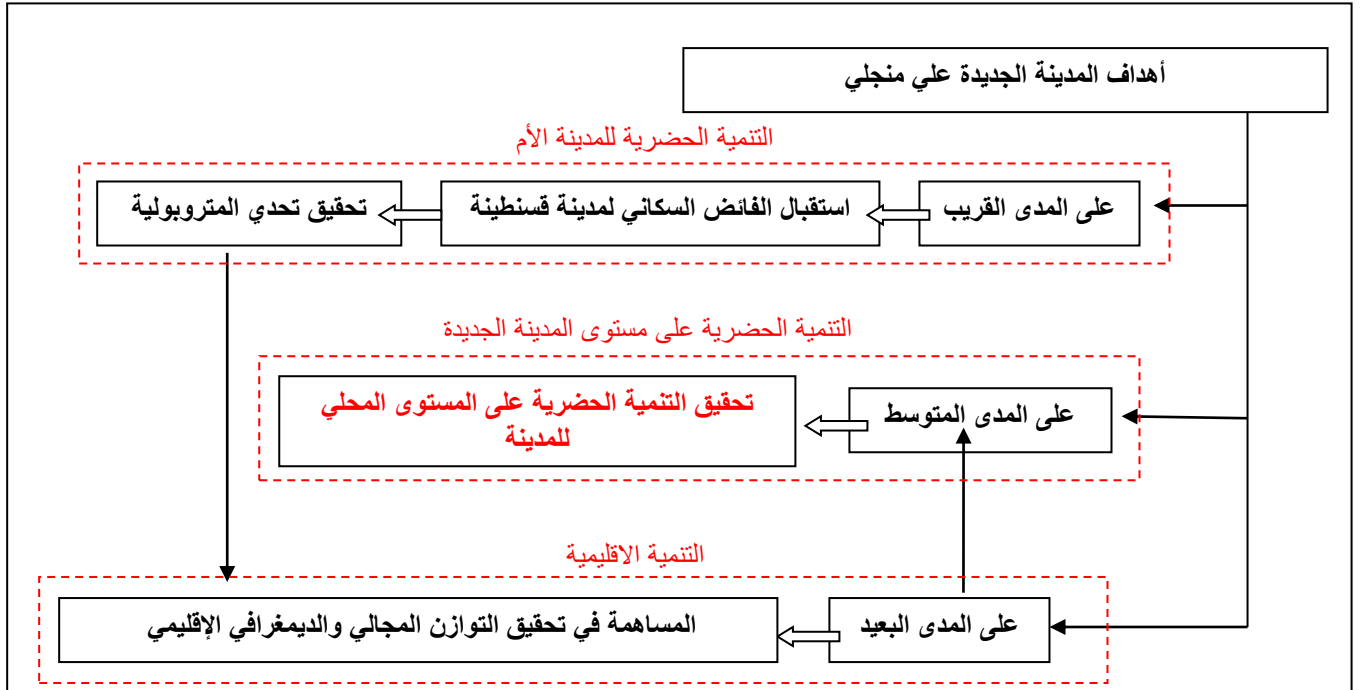 أهداف المدينة الجديدة علي منجلي
التنمية الحضرية للمدينة الأم
على المدى القريب
استقبال الفائض السكاني لمدينة قسنطينة
تحقيق تحدي المتروبولية
التنمية الحضرية على مستوى المدينة الجديدة
على المدى المتوسط
تحقيق التنمية الحضرية على المستوى المحلي
للمدينة
التنمية الاقليمية
على المدى البعيد
المساهمة في تحقيق التوازن المجالي والديمغرافي الإقليمي